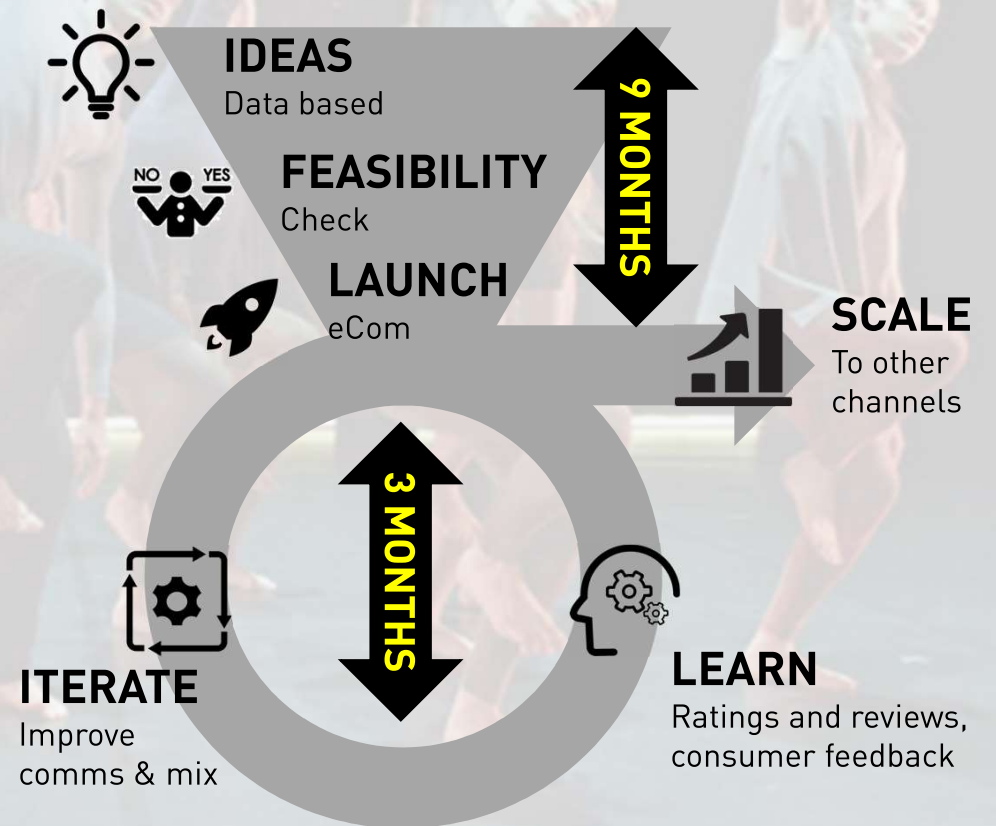 IDEAS
Data based
9 MONTHS
NO YES
FEASIBILITY
Check
LAUNCH
eCom
SCALE
To other
channels
3 MONTHS
ITERATE
Improve
comms & mix
LEARN
Ratings and reviews,
consumer feedback